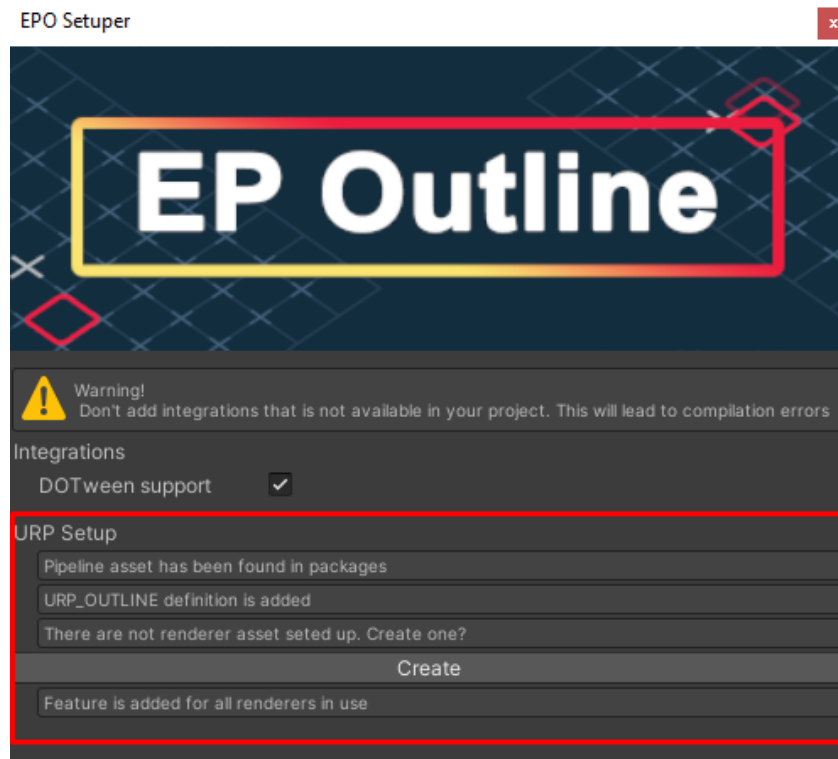 EPO Setuper
x
EP Outline
Warning!
Don't add integrations that is not available in your project. This will lead to compilation errors
Integrations
DOTween support
URP Setup
Pipeline asset has been found in packages
URP_OUTLINE definition is added
There are not renderer asset seted up. Create one?
Create
Feature is added for all renderers in use